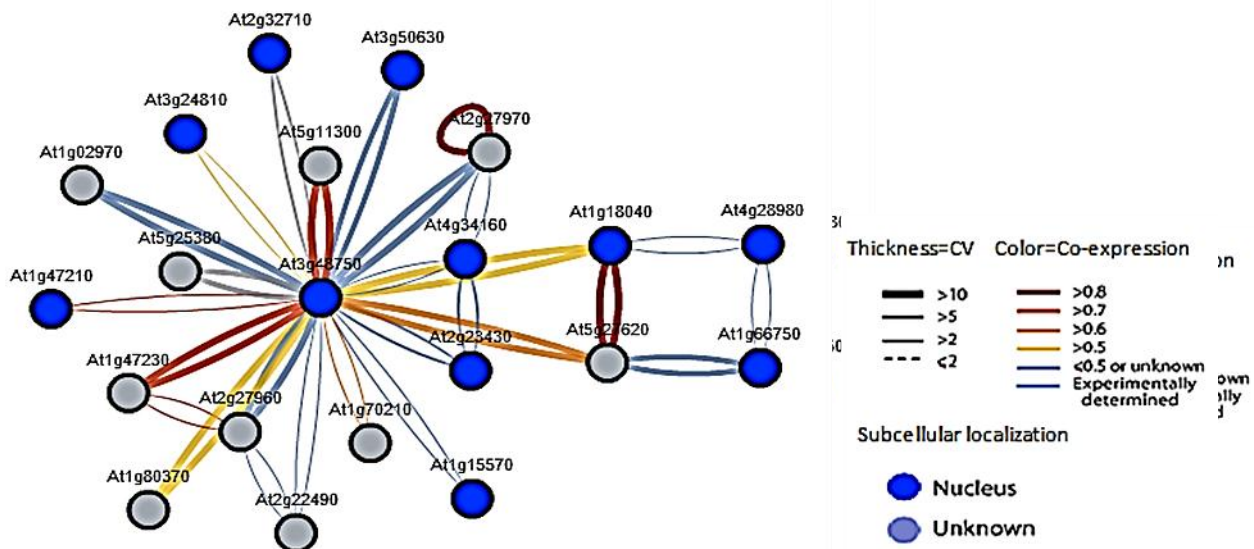 At2g32710
At3g50630
At3g24810
At5g11300
At2g27970
At1g02970
At4g34160
At1g18040
At4g28980
At5g25380
At3g48750
At1g47210
At2g23430
At5g27620
At1g66750
At1g47230
At2g27960
At1g70210
At1g80370
At2g22490
At1g15570
Thickness=CV
>10
>5
>2
≤2
Color=Co-expression
>0.8
>0.7
>0.6
>0.5
≤0.5 or unknown
Experimentally
determined
Subcellular localization
Nucleus
Unknown